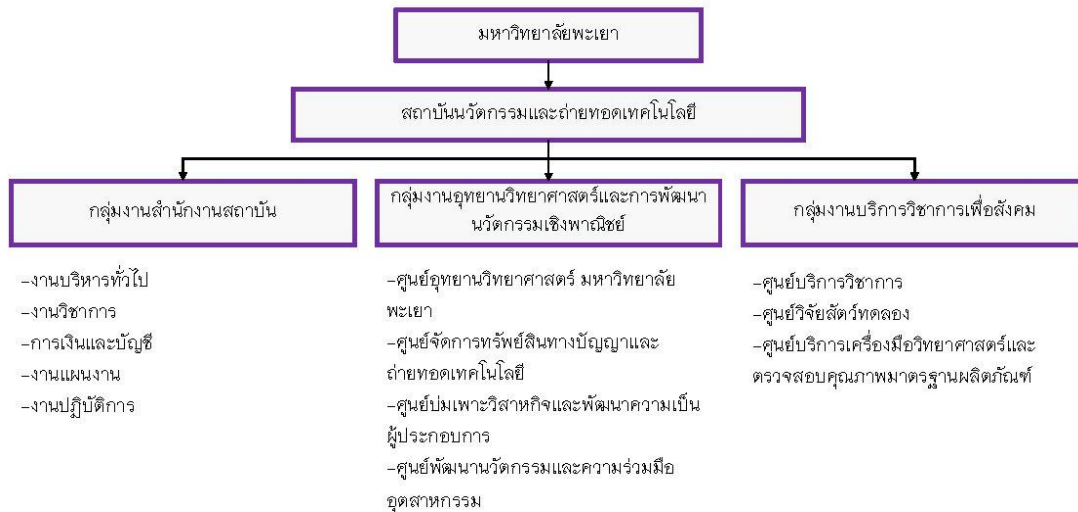 มหาวิทยาลัยพะเยา
สถาบันนวัตกรรมและถ่ายทอดเทคโนโลยี
กลุ่มงานสำนักงานสถาบัน
-งานบริหารทั่วไป
-งานวิชาการ
-การเงินและบัญชี
-งานแผนงาน
-งานปฏิบัติการ
กลุ่มงานอุทยานวิทยาศาสตร์และการพัฒนา
นวัตกรรมเชิงพาณิชย์
-ศูนย์อุทยานวิทยาศาสตร์ มหาวิทยาลัย
พะเยา
-ศูนย์จัดการทรัพย์สินทางปัญญาและ
ถ่ายทอดเทคโนโลยี
-ศูนย์บ่มเพาะวิสาหกิจและพัฒนาความเป็น
ผู้ประกอบการ
-ศูนย์พัฒนานวัตกรรมและความร่วมมือ
อุตสาหกรรม
กลุ่มงานบริการวิชาการเพื่อสังคม
-ศูนย์บริการวิชาการ
-ศูนย์วิจัยสัตว์ทดลอง
-ศูนย์บริการเครื่องมือวิทยาศาสตร์และ
ตรวจสอบคุณภาพมาตรฐานผลิตภัณฑ์